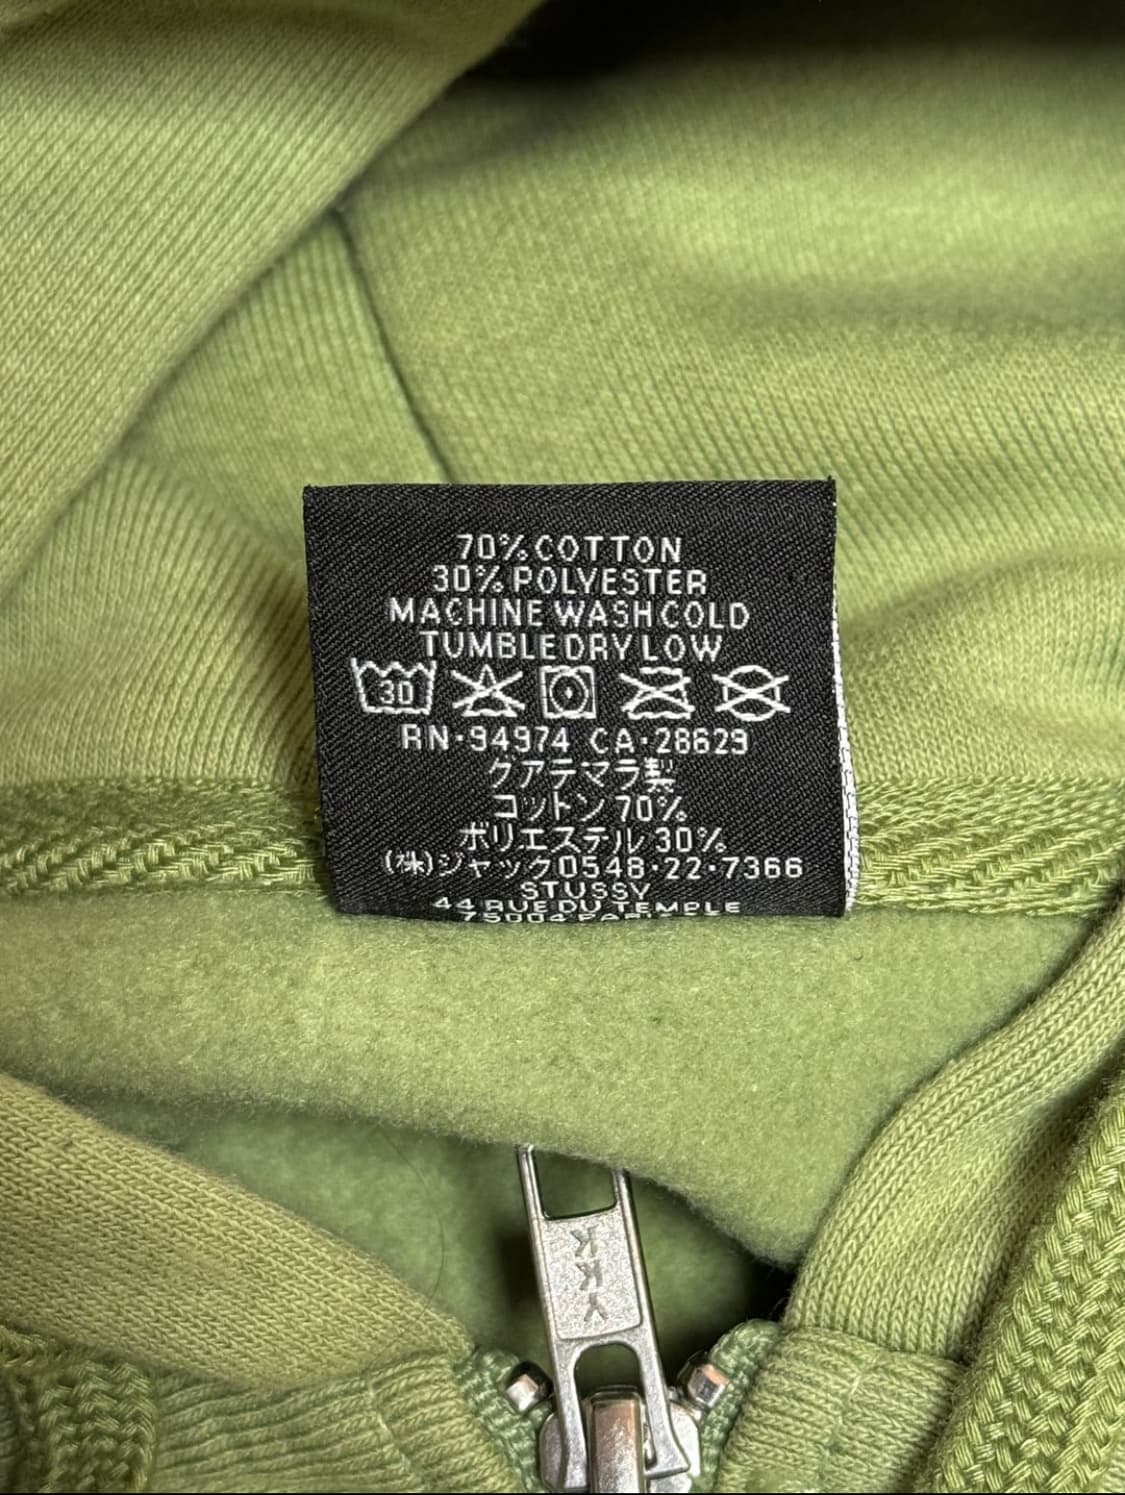 70% COTTON
30% POLYESTER
MACHINE WASH COLD
TUMBLE DRY LOW
30
RN·94974 CA·28629
グアテマラ製
コットン 70%
ポリエステル 30%
(株)ジャック0548·22·7366
STUSSY
44 RUE DU TEMPLE
75004
YKK